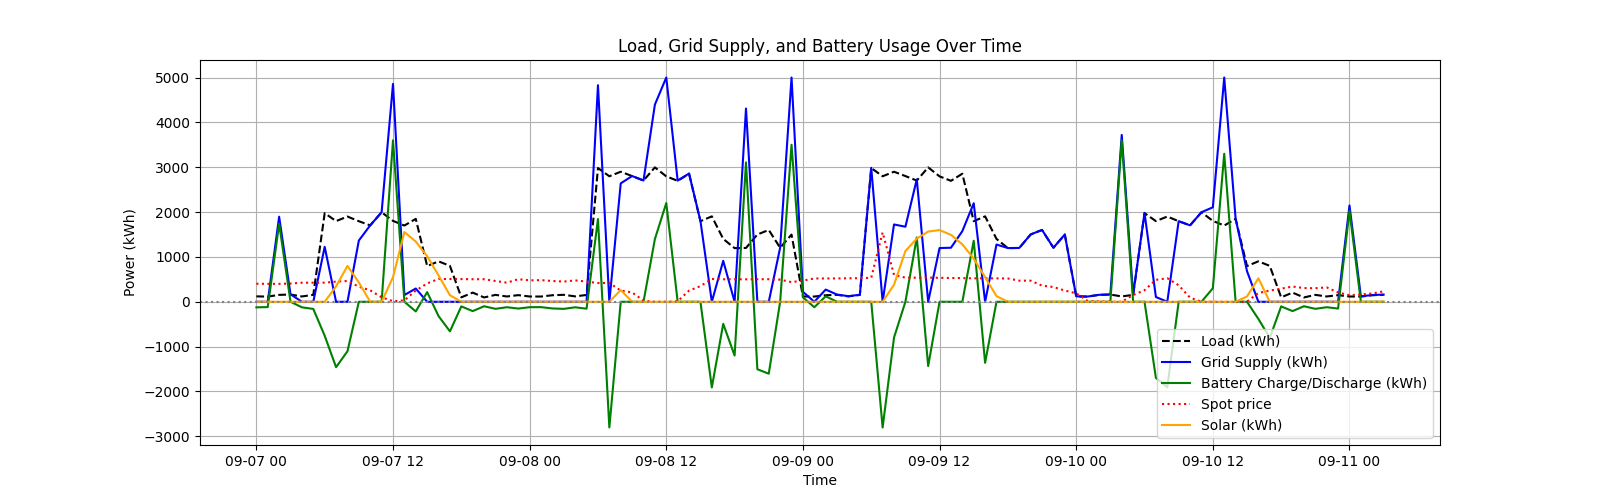 Load, Grid Supply, and Battery Usage Over Time
Power (kWh)
5000
4000
3000
2000
1000
0
−1000
−2000
−3000
09-07 00
09-07 12
09-08 00
09-08 12
09-09 00
09-09 12
09-10 00
09-10 12
09-11 00
Time
Load (kWh)
Grid Supply (kWh)
Battery Charge/Discharge (kWh)
Spot price
Solar (kWh)